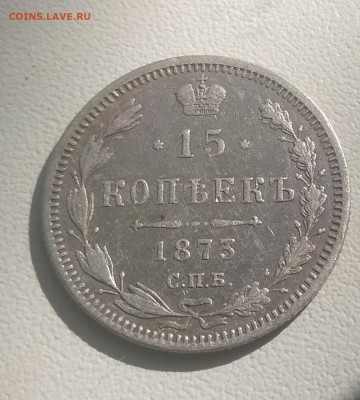 COINS.LAVE.RU
* 15 *
КОПѢЕКЪ
1873
С.П.Б.